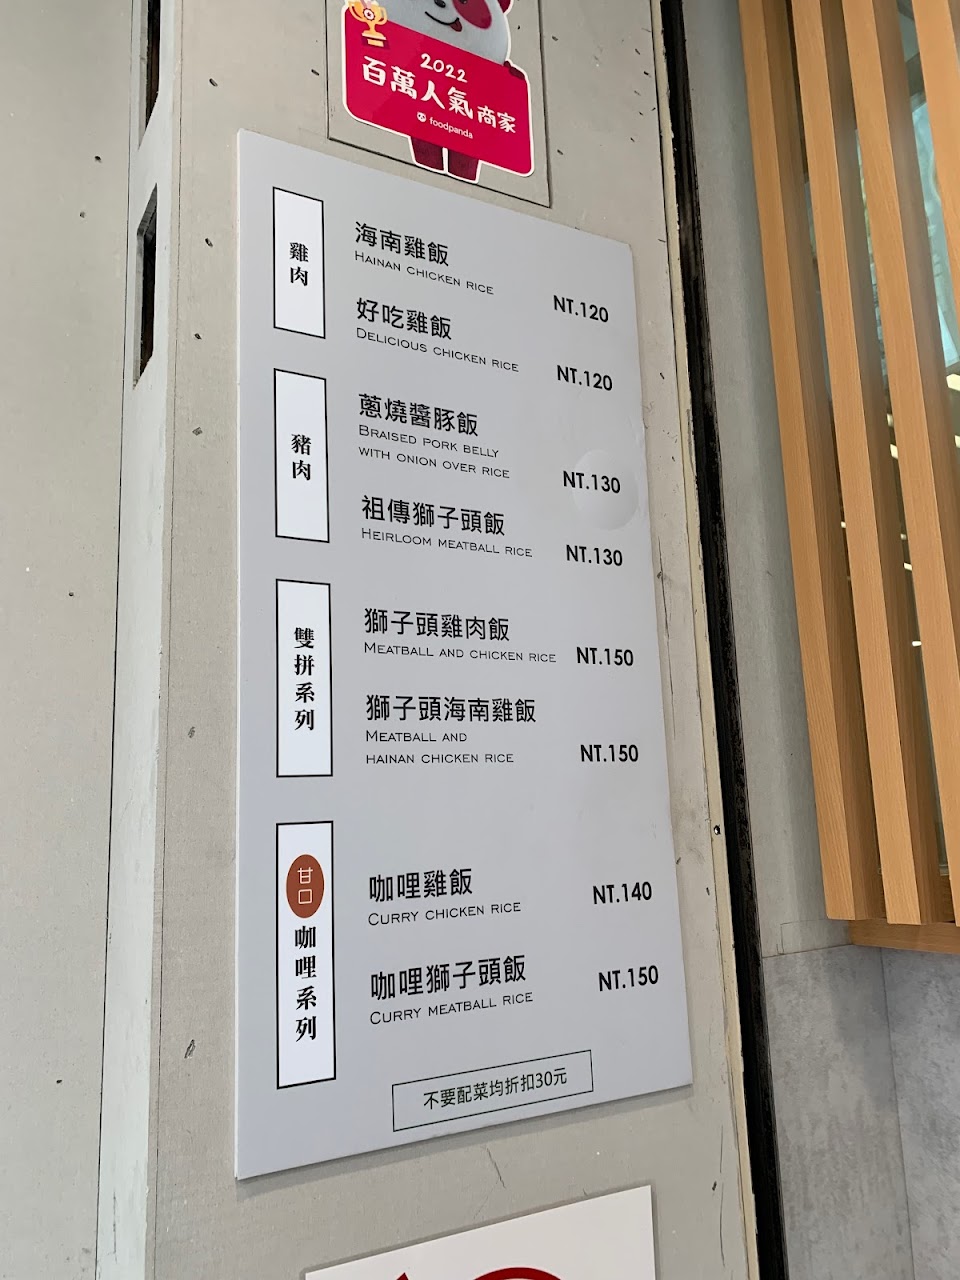 2022
百萬人氣商家
foodpanda
雞肉
海南雞飯
HAINAN CHICKEN RICE
NT.120
好吃雞飯
DELICIOUS CHICKEN RICE
NT.120
豬肉
蔥燒醬豚飯
BRAISED PORK BELLY
WITH ONION OVER RICE
NT.130
祖傳獅子頭飯
HEIRLOOM MEATBALL RICE
NT.130
雙拼系列
獅子頭雞肉飯
MEATBALL AND CHICKEN RICE
NT.150
獅子頭海南雞飯
MEATBALL AND
HAINAN CHICKEN RICE
NT.150
甘口
咖哩系列
咖哩雞飯
CURRY CHICKEN RICE
NT.140
咖哩獅子頭飯
CURRY MEATBALL RICE
NT.150
不要配菜均折扣30元